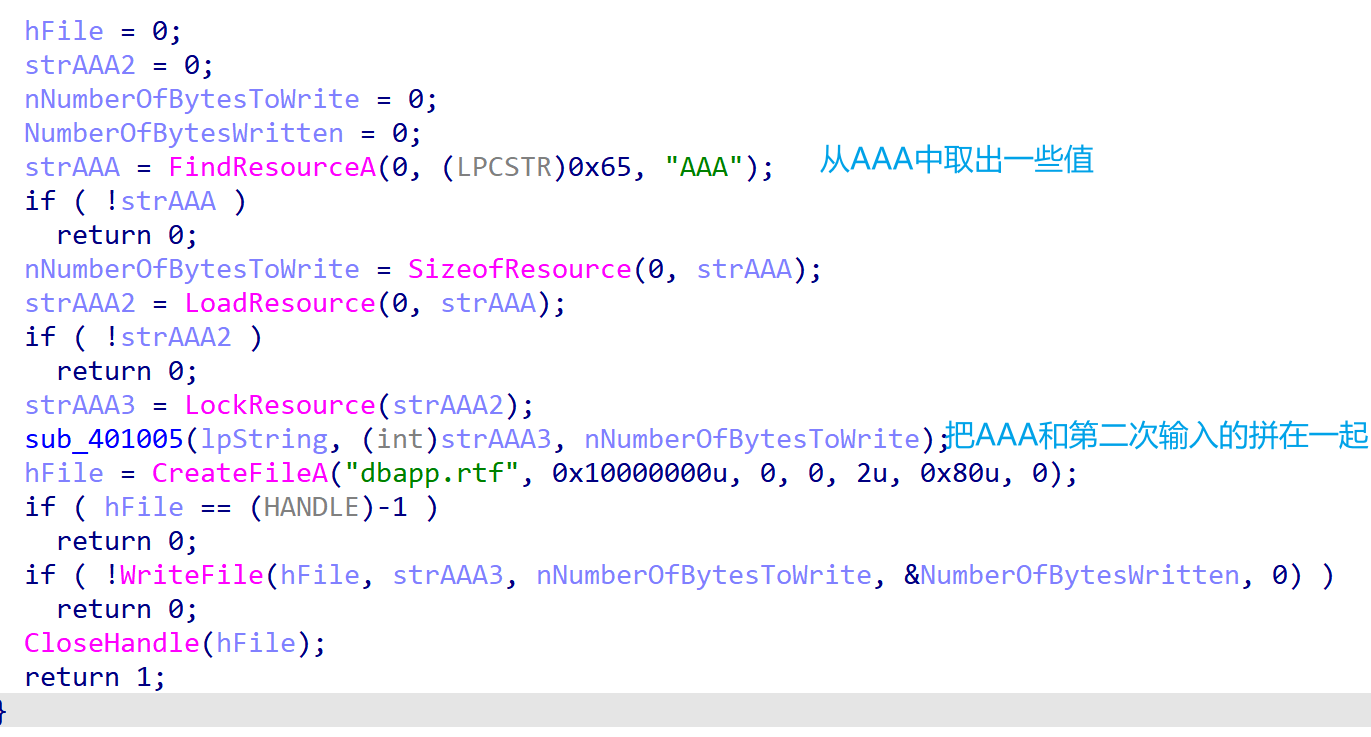 hFile = 0;
strAAA2 = 0;
nNumberOfBytesToWrite = 0;
NumberOfBytesWritten = 0;
strAAA = FindResourceA(0, (LPCSTR)0x65, "AAA"); 从AAA中取出一些值
if ( !strAAA )
return 0;
nNumberOfBytesToWrite = SizeofResource(0, strAAA);
strAAA2 = LoadResource(0, strAAA);
if ( !strAAA2 )
return 0;
strAAA3 = LockResource(strAAA2);
sub_401005(lpString, (int)strAAA3, nNumberOfBytesToWrite); 把AAA和第二次输入的拼在一起
hFile = CreateFileA("dbapp.rtf", 0x10000000u, 0, 0, 2u, 0x80u, 0);
if ( hFile == (HANDLE)-1 )
return 0;
if ( !WriteFile(hFile, strAAA3, nNumberOfBytesToWrite, &NumberOfBytesWritten, 0) )
return 0;
CloseHandle(hFile);
return 1;
}